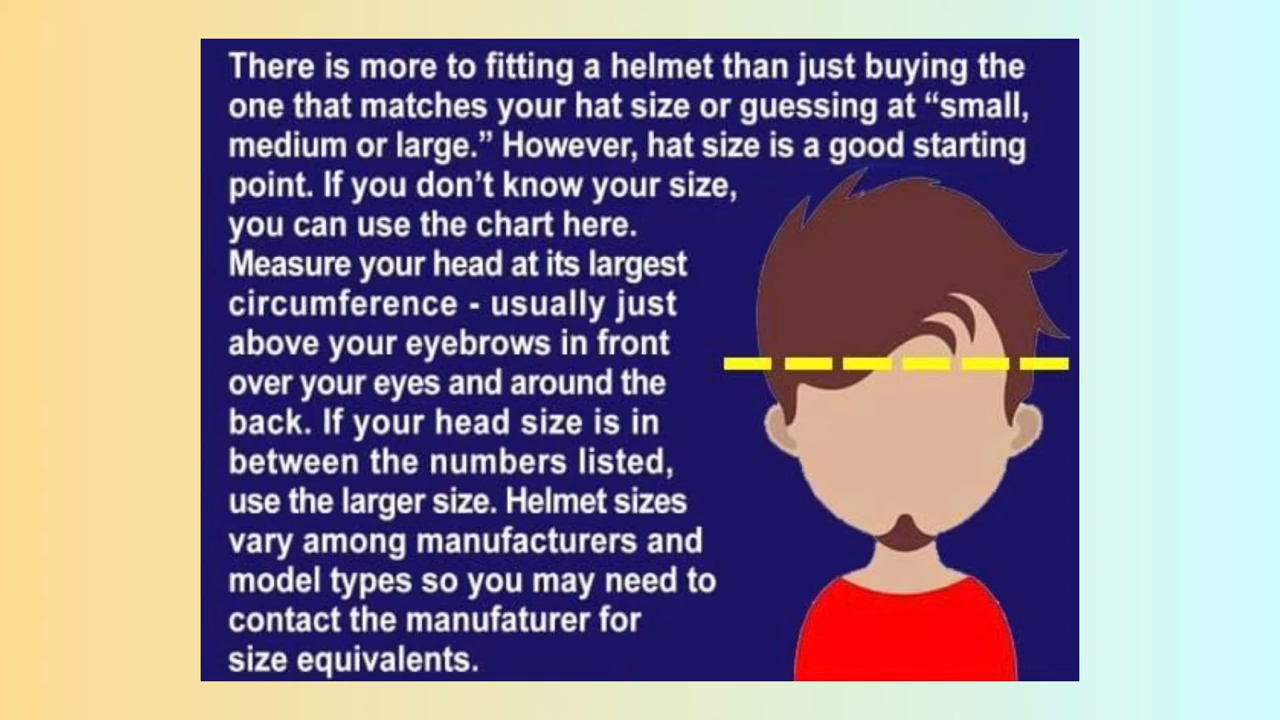 There is more to fitting a helmet than just buying the
one that matches your hat size or guessing at “small,
medium or large.” However, hat size is a good starting
point. If you don’t know your size,
you can use the chart here.
Measure your head at its largest
circumference - usually just
above your eyebrows in front
over your eyes and around the
back. If your head size is in
between the numbers listed,
use the larger size. Helmet sizes
vary among manufacturers and
model types so you may need to
contact the manufaturer for
size equivalents.